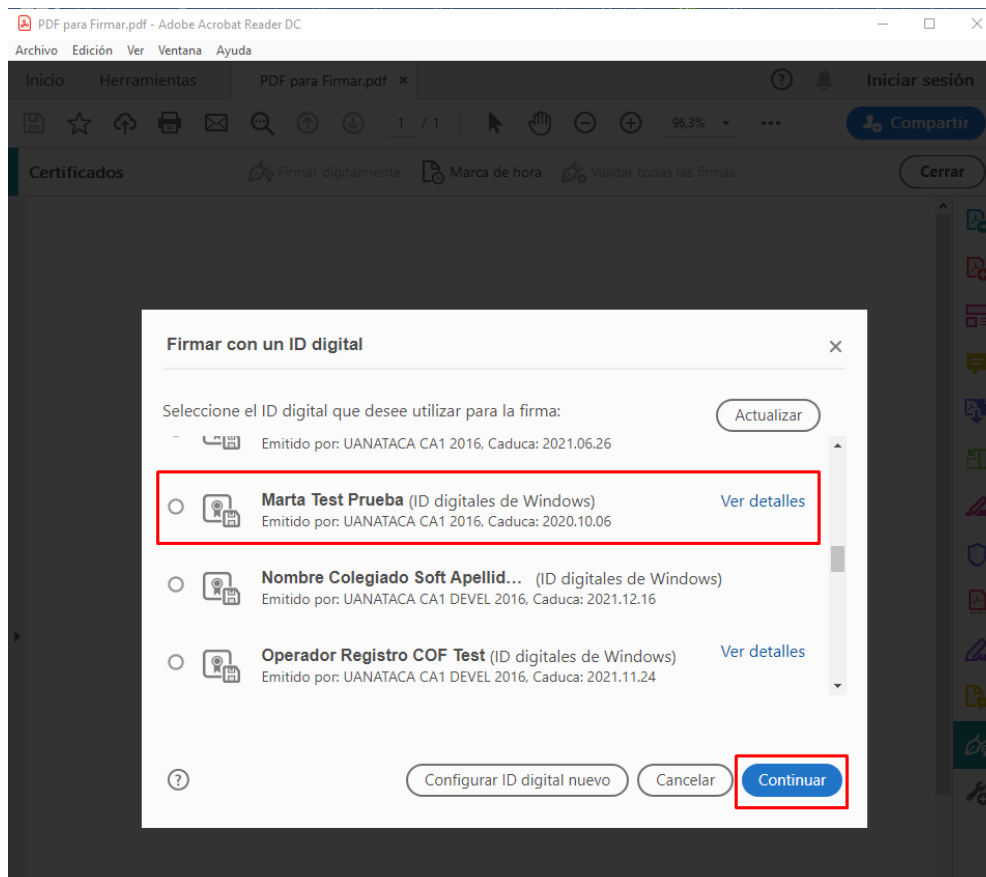 PDF para Firmar.pdf - Adobe Acrobat Reader DC
Archivo Edición Ver Ventana Ayuda
Inicio Herramientas PDF para Firmar.pdf × Iniciar sesión
1 / 1 96,3% Compartir
Certificados Firmar digitalmente Marca de hora Validar todas las firmas Cerrar
Firmar con un ID digital
Seleccione el ID digital que desee utilizar para la firma: Actualizar
Emitido por: UANATACA CA1 2016, Caduca: 2021.06.26
Marta Test Prueba (ID digitales de Windows) Ver detalles
Emitido por: UANATACA CA1 2016, Caduca: 2020.10.06
Nombre Colegiado Soft Apellid... (ID digitales de Windows)
Emitido por: UANATACA CA1 DEVEL 2016, Caduca: 2021.12.16
Operador Registro COF Test (ID digitales de Windows) Ver detalles
Emitido por: UANATACA CA1 DEVEL 2016, Caduca: 2021.11.24
Configurar ID digital nuevo Cancelar Continuar